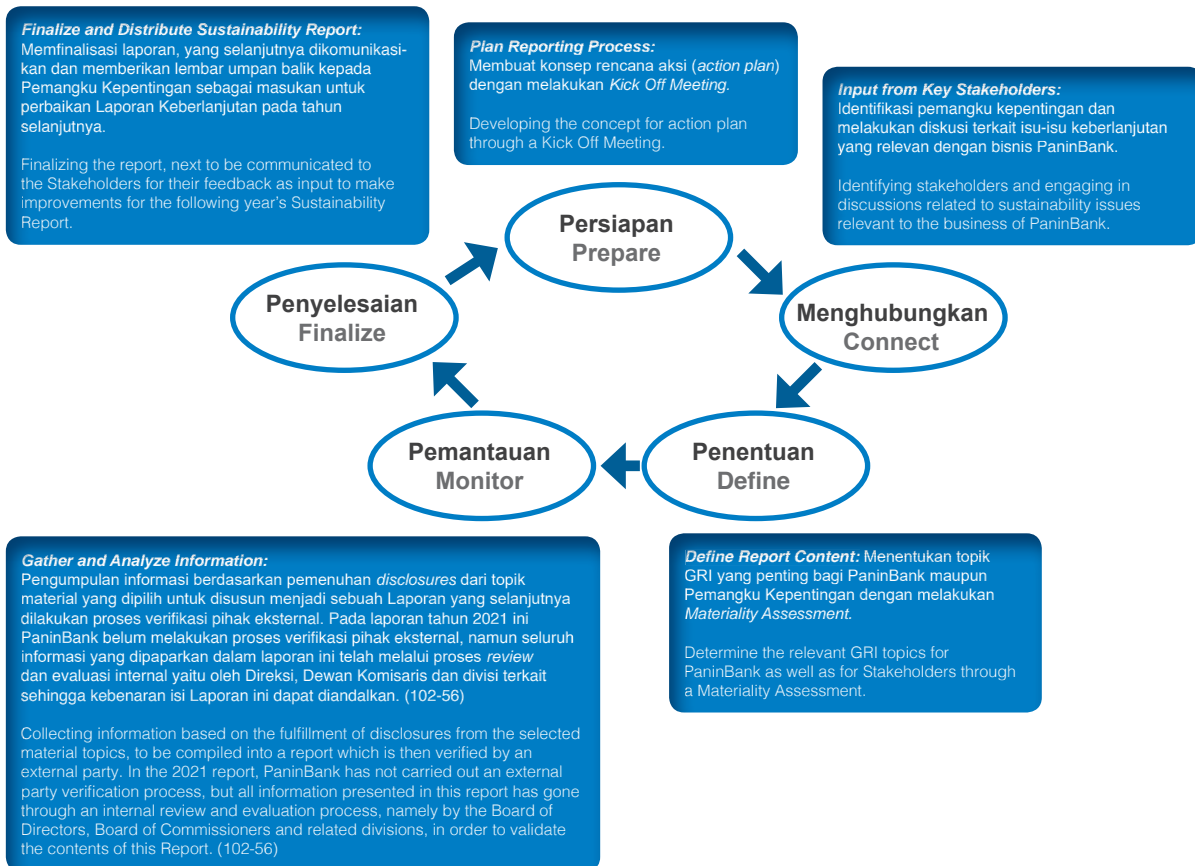 Finalize and Distribute Sustainability Report:
Memfinalisasi laporan, yang selanjutnya dikomunikasi-
kan dan memberikan lembar umpan balik kepada
Pemangku Kepentingan sebagai masukan untuk
perbaikan Laporan Keberlanjutan pada tahun
selanjutnya.
Finalizing the report, next to be communicated to
the Stakeholders for their feedback as input to make
improvements for the following year's Sustainability
Report.
Plan Reporting Process:
Membuat konsep rencana aksi (action plan)
dengan melakukan Kick Off Meeting.
Developing the concept for action plan
through a Kick Off Meeting.
Input from Key Stakeholders:
Identifikasi pemangku kepentingan dan
melakukan diskusi terkait isu-isu keberlanjutan
yang relevan dengan bisnis PaninBank.
Identifying stakeholders and engaging in
discussions related to sustainability issues
relevant to the business of PaninBank.
Persiapan
Prepare
Penyelesaian
Finalize
Menghubungkan
Connect
Pemantauan
Monitor
Penentuan
Define
Gather and Analyze Information:
Pengumpulan informasi berdasarkan pemenuhan disclosures dari topik
material yang dipilih untuk disusun menjadi sebuah Laporan yang selanjutnya
dilakukan proses verifikasi pihak eksternal. Pada laporan tahun 2021 ini
PaninBank belum melakukan proses verifikasi pihak eksternal, namun seluruh
informasi yang dipaparkan dalam laporan ini telah melalui proses review
dan evaluasi internal yaitu oleh Direksi, Dewan Komisaris dan divisi terkait
sehingga kebenaran isi Laporan ini dapat diandalkan. (102-56)
Collecting information based on the fulfillment of disclosures from the selected
material topics, to be compiled into a report which is then verified by an
external party. In the 2021 report, PaninBank has not carried out an external
party verification process, but all information presented in this report has gone
through an internal review and evaluation process, namely by the Board of
Directors, Board of Commissioners and related divisions, in order to validate
the contents of this Report. (102-56)
Define Report Content: Menentukan topik
GRI yang penting bagi PaninBank maupun
Pemangku Kepentingan dengan melakukan
Materiality Assessment.
Determine the relevant GRI topics for
PaninBank as well as for Stakeholders through
a Materiality Assessment.